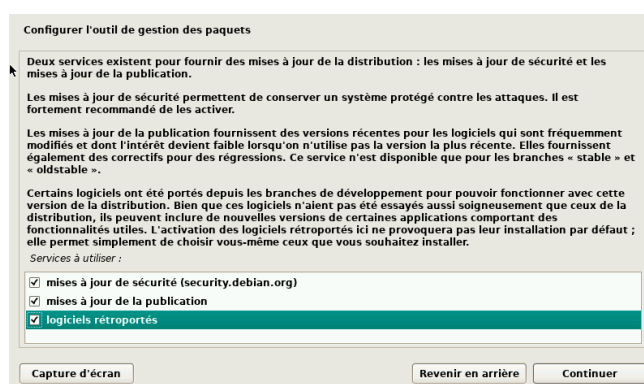 Configurer l'outil de gestion des paquets
Deux services existent pour fournir des mises à jour de la distribution : les mises à jour de sécurité et les
mises à jour de la publication.
Les mises à jour de sécurité permettent de conserver un système protégé contre les attaques. Il est
fortement recommandé de les activer.
Les mises à jour de la publication fournissent des versions récentes pour les logiciels qui sont fréquemment
modifiés et dont l'intérêt devient faible lorsqu'on n'utilise pas la version la plus récente. Elles fournissent
également des correctifs pour des régressions. Ce service n'est disponible que pour les branches « stable » et
« oldstable ».
Certains logiciels ont été portés depuis les branches de développement pour pouvoir fonctionner avec cette
version de la distribution. Bien que ces logiciels n'aient pas été essayés aussi soigneusement que ceux de la
distribution, ils peuvent inclure de nouvelles versions de certaines applications comportant des
fonctionnalités utiles. L'activation des logiciels rétroportés ici ne provoquera pas leur installation par défaut ;
elle permet simplement de choisir vous-même ceux que vous souhaitez installer.
Services à utiliser :
mises à jour de sécurité (security.debian.org)
mises à jour de la publication
logiciels rétroportés
Capture d'écran
Revenir en arrière
Continuer